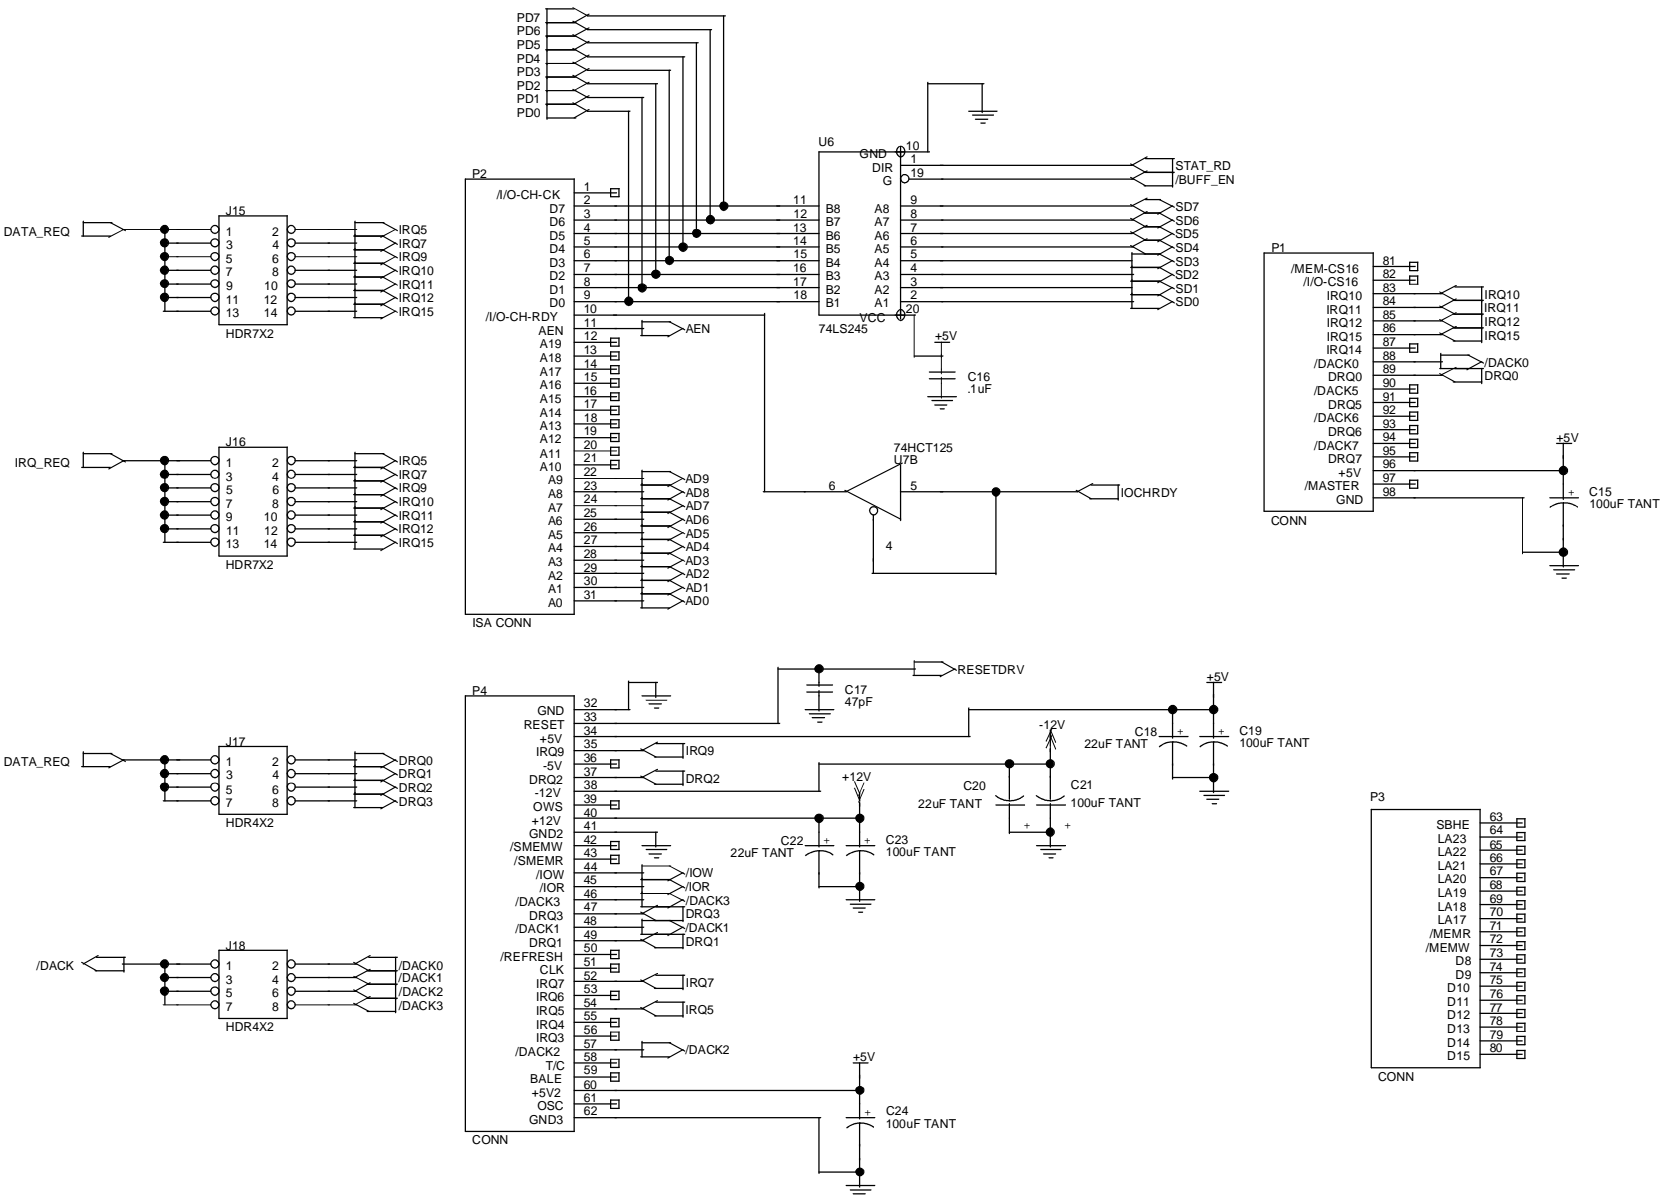 PD7
PD6
PD5
PD4
PD3
PD2
PD1
PD0
P2
/I/O-CH-CK 1
D7 2
D6 3
D5 4
D4 5
D3 6
D2 7
D1 8
D0 9
/I/O-CH-RDY 10
AEN 11 AEN
A19 12
A18 13
A17 14
A16 15
A15 16
A14 17
A13 18
A12 19
A11 20
A10 21
A9 22 AD9
A8 23 AD8
A7 24 AD7
A6 25 AD6
A5 26 AD5
A4 27 AD4
A3 28 AD3
A2 29 AD2
A1 30 AD1
A0 31 AD0
ISA CONN
U6
GND 10
DIR 1 STAT_RD
G 19 /BUFF_EN
11 B8 A8 9 SD7
12 B7 A7 8 SD6
13 B6 A6 7 SD5
14 B5 A5 6 SD4
15 B4 A4 5 SD3
16 B3 A3 4 SD2
17 B2 A2 3 SD1
18 B1 A1 2 SD0
VCC 20
74LS245
+5V
C16
.1uF
74HCT125
U7B
6 5 IOCHRDY
4
J15
DATA_REQ 1 2 IRQ5
3 4 IRQ7
5 6 IRQ9
7 8 IRQ10
9 10 IRQ11
11 12 IRQ12
13 14 IRQ15
HDR7X2
J16
IRQ_REQ 1 2 IRQ5
3 4 IRQ7
5 6 IRQ9
7 8 IRQ10
9 10 IRQ11
11 12 IRQ12
13 14 IRQ15
HDR7X2
P1
/MEM-CS16 81
/I/O-CS16 82
IRQ10 83 IRQ10
IRQ11 84 IRQ11
IRQ12 85 IRQ12
IRQ15 86 IRQ15
IRQ14 87
/DACK0 88 /DACK0
DRQ0 89 DRQ0
/DACK5 90
DRQ5 91
/DACK6 92
DRQ6 93
/DACK7 94
DRQ7 95
+5V 96
/MASTER 97
GND 98
CONN
+5V
+
C15
100uF TANT
J17
DATA_REQ 1 2 DRQ0
3 4 DRQ1
5 6 DRQ2
7 8 DRQ3
HDR4X2
J18
/DACK 1 2 /DACK0
3 4 /DACK1
5 6 /DACK2
7 8 /DACK3
HDR4X2
P4
GND 32
RESET 33
+5V 34
IRQ9 35 IRQ9
-5V 36
DRQ2 37 DRQ2
-12V 38
OWS 39
+12V 40
GND2 41
/SMEMW 42
/SMEMR 43
/IOW 44 /IOW
/IOR 45 /IOR
/DACK3 46 /DACK3
DRQ3 47 DRQ3
/DACK1 48 /DACK1
DRQ1 49 DRQ1
/REFRESH 50
CLK 51
IRQ7 52 IRQ7
IRQ6 53
IRQ5 54 IRQ5
IRQ4 55
IRQ3 56
/DACK2 57 /DACK2
T/C 58
BALE 59
+5V2 60
OSC 61
GND3 62
CONN
RESETDRV
C17
47pF
+5V
C18 +
22uF TANT
+ C19
100uF TANT
-12V
C20
22uF TANT
+
C21
100uF TANT
+
+12V
C22 +
22uF TANT
+ C23
100uF TANT
+5V
+ C24
100uF TANT
P3
SBHE 63
LA23 64
LA22 65
LA21 66
LA20 67
LA19 68
LA18 69
LA17 70
/MEMR 71
/MEMW 72
D8 73
D9 74
D10 75
D11 76
D12 77
D13 78
D14 79
D15 80
CONN